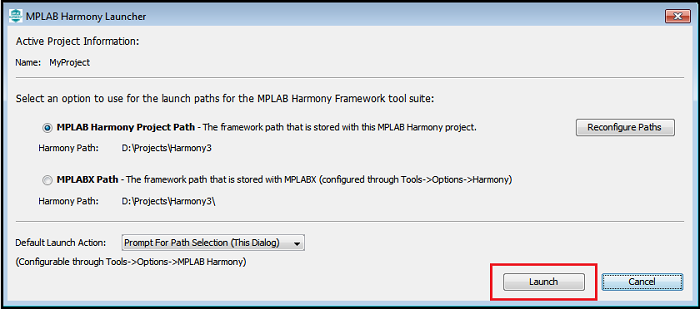 MPLAB Harmony Launcher
Active Project Information:
Name: MyProject
Select an option to use for the launch paths for the MPLAB Harmony Framework tool suite:
MPLAB Harmony Project Path - The framework path that is stored with this MPLAB Harmony project.
Reconfigure Paths
Harmony Path: D:\Projects\Harmony3
MPLABX Path - The framework path that is stored with MPLABX (configured through Tools->Options->Harmony)
Harmony Path: D:\Projects\Harmony3\
Default Launch Action: Prompt For Path Selection (This Dialog)
(Configurable through Tools->Options->MPLAB Harmony)
Launch Cancel